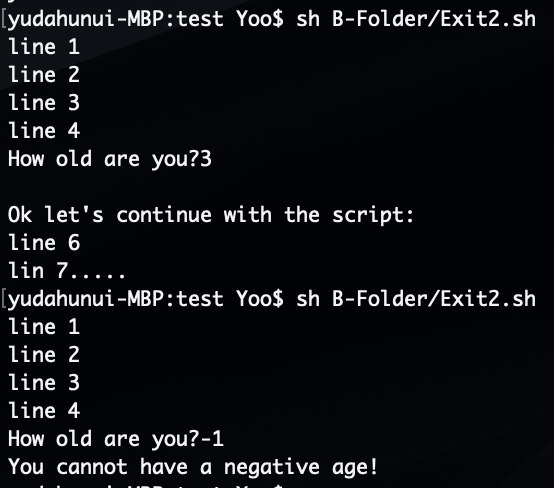 [yudahunui-MBP:test Yoo$ sh B-Folder/Exit2.sh
line 1
line 2
line 3
line 4
How old are you?3
Ok let's continue with the script:
line 6
lin 7.....
[yudahunui-MBP:test Yoo$ sh B-Folder/Exit2.sh
line 1
line 2
line 3
line 4
How old are you?-1
You cannot have a negative age!